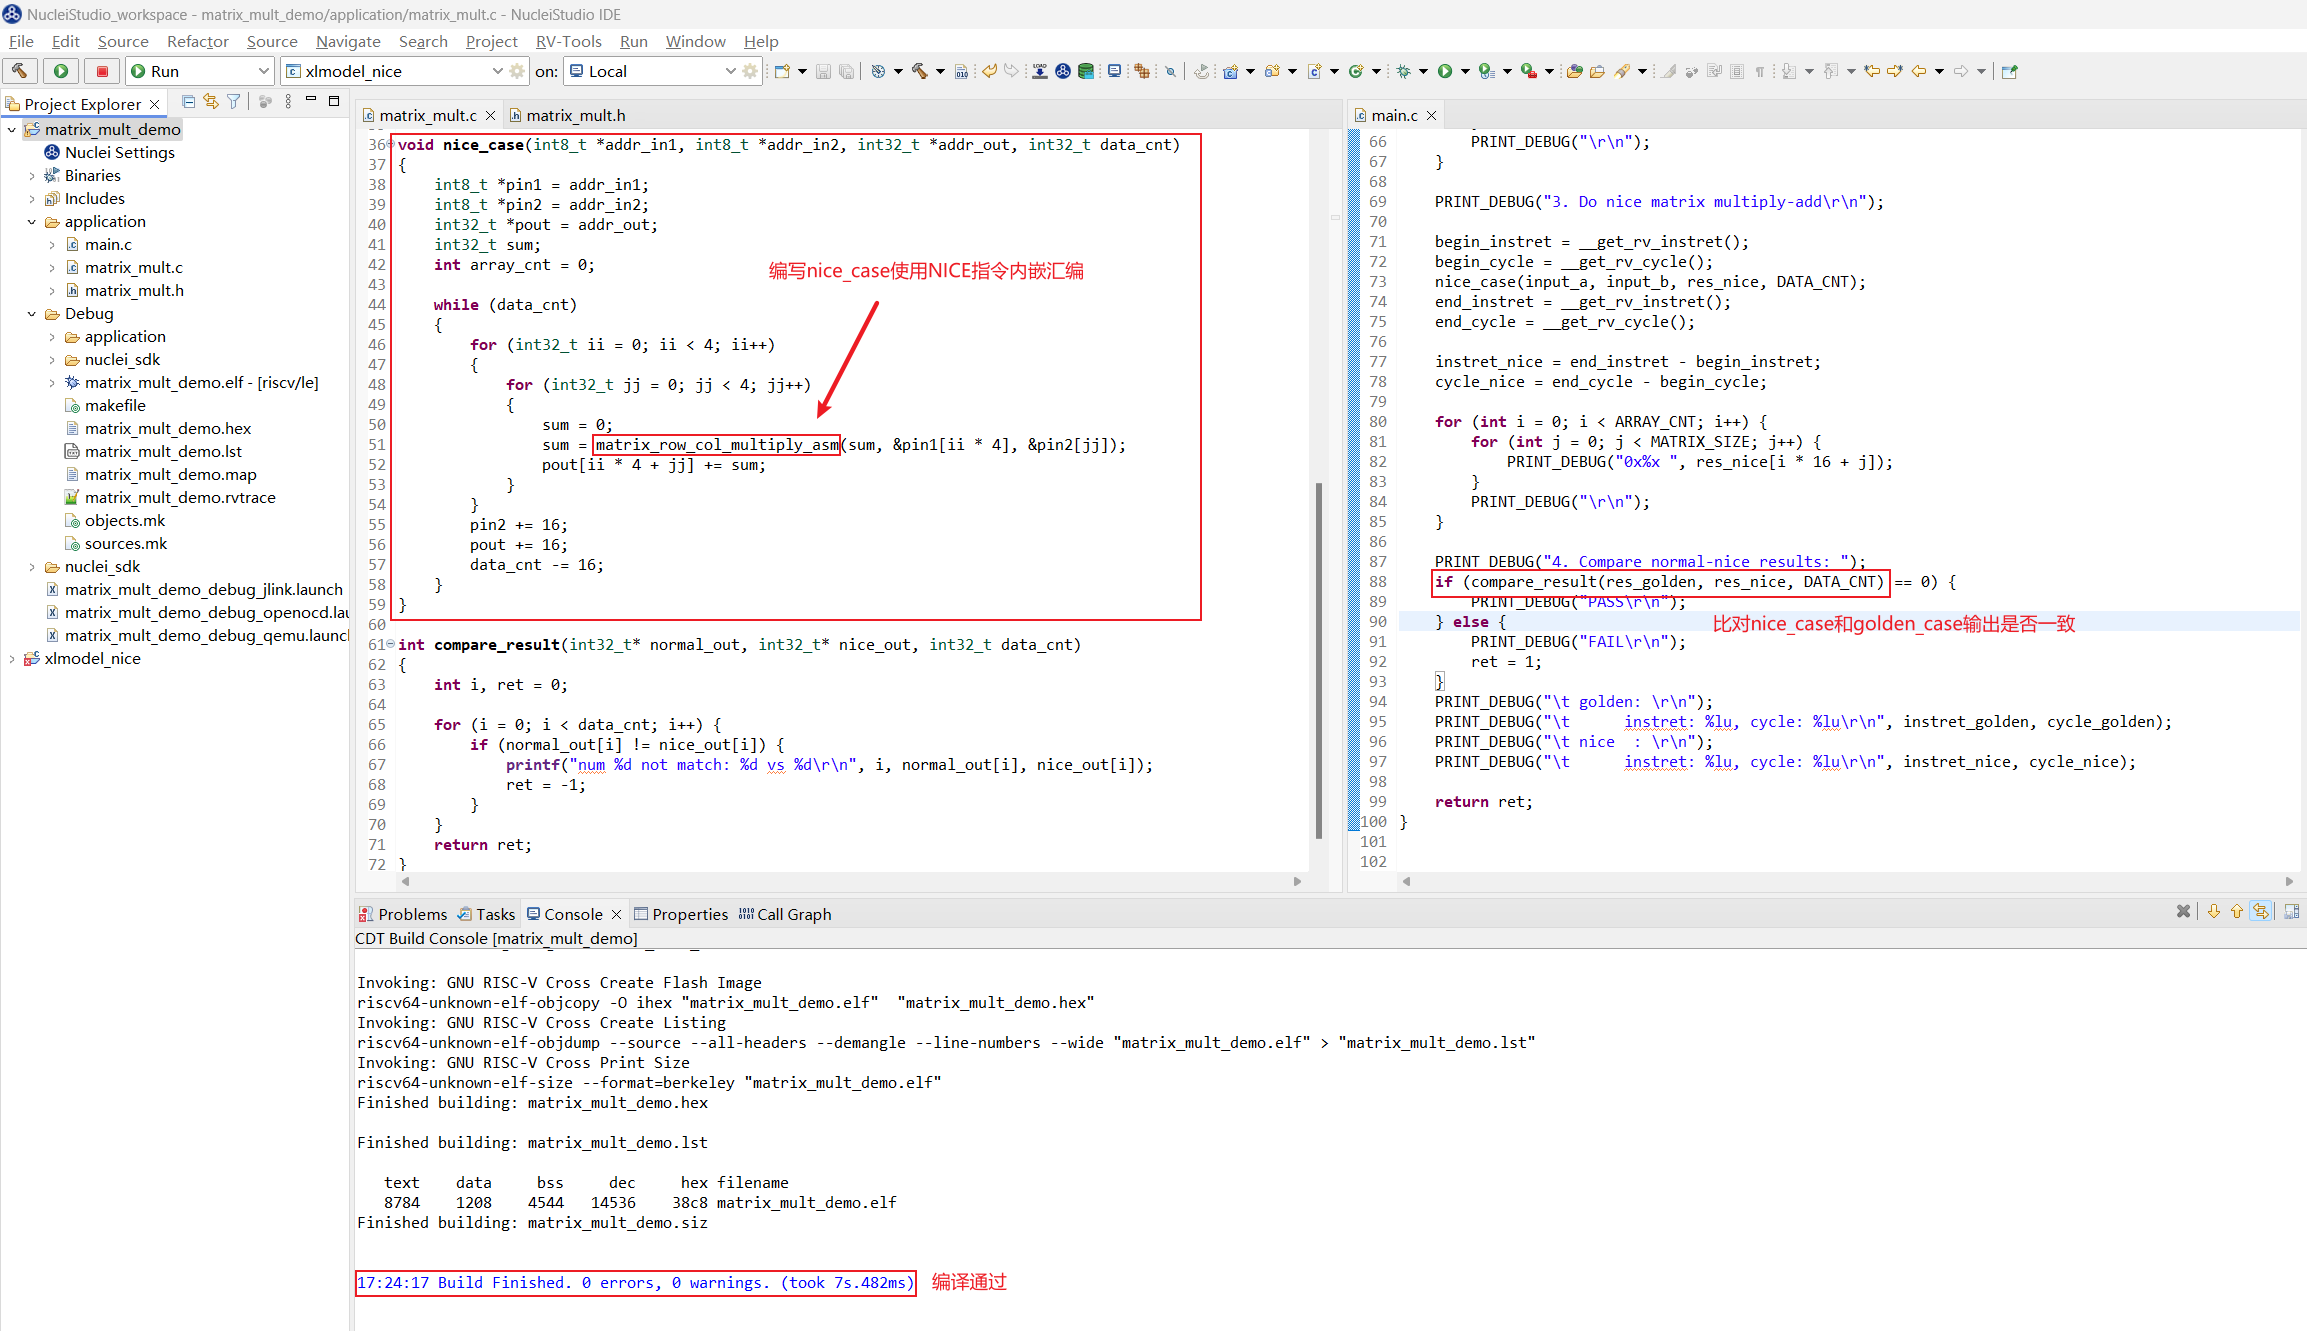 NucleiStudio_workspace - matrix_mult_demo/application/matrix_mult.c - NucleiStudio IDE
File Edit Source Refactor Source Navigate Search Project RV-Tools Run Window Help
Run xlmodel_nice on: Local
Project Explorer
matrix_mult_demo
Nuclei Settings
Binaries
Includes
application
main.c
matrix_mult.c
matrix_mult.h
Debug
application
nuclei_sdk
matrix_mult_demo.elf - [riscv/le]
makefile
matrix_mult_demo.hex
matrix_mult_demo.lst
matrix_mult_demo.map
matrix_mult_demo.rvtrace
objects.mk
sources.mk
nuclei_sdk
matrix_mult_demo_debug_jlink.launch
matrix_mult_demo_debug_openocd.lau
matrix_mult_demo_debug_qemu.launch
xlmodel_nice
matrix_mult.c matrix_mult.h
36 void nice_case(int8_t *addr_in1, int8_t *addr_in2, int32_t *addr_out, int32_t data_cnt)
37 {
38 int8_t *pin1 = addr_in1;
39 int8_t *pin2 = addr_in2;
40 int32_t *pout = addr_out;
41 int32_t sum;
42 int array_cnt = 0;
43
编写nice_case使用NICE指令内嵌汇编
44 while (data_cnt)
45 {
46 for (int32_t ii = 0; ii < 4; ii++)
47 {
48 for (int32_t jj = 0; jj < 4; jj++)
49 {
50 sum = 0;
51 sum = matrix_row_col_multiply_asm(sum, &pin1[ii * 4], &pin2[jj]);
52 pout[ii * 4 + jj] += sum;
53 }
54 }
55 pin2 += 16;
56 pout += 16;
57 data_cnt -= 16;
58 }
59 }
60
61 int compare_result(int32_t* normal_out, int32_t* nice_out, int32_t data_cnt)
62 {
63 int i, ret = 0;
64
65 for (i = 0; i < data_cnt; i++) {
66 if (normal_out[i] != nice_out[i]) {
67 printf("num %d not match: %d vs %d\r\n", i, normal_out[i], nice_out[i]);
68 ret = -1;
69 }
70 }
71 return ret;
72 }
main.c
66 PRINT_DEBUG("\r\n");
67 }
68
69 PRINT_DEBUG("3. Do nice matrix multiply-add\r\n");
70
71 begin_instret = __get_rv_instret();
72 begin_cycle = __get_rv_cycle();
73 nice_case(input_a, input_b, res_nice, DATA_CNT);
74 end_instret = __get_rv_instret();
75 end_cycle = __get_rv_cycle();
76
77 instret_nice = end_instret - begin_instret;
78 cycle_nice = end_cycle - begin_cycle;
79
80 for (int i = 0; i < ARRAY_CNT; i++) {
81 for (int j = 0; j < MATRIX_SIZE; j++) {
82 PRINT_DEBUG("0x%x ", res_nice[i * 16 + j]);
83 }
84 PRINT_DEBUG("\r\n");
85 }
86
87 PRINT_DEBUG("4. Compare normal-nice results: ");
88 if (compare_result(res_golden, res_nice, DATA_CNT) == 0) {
89 PRINT_DEBUG("PASS\r\n");
90 } else {
比对nice_case和golden_case输出是否一致
91 PRINT_DEBUG("FAIL\r\n");
92 ret = 1;
93 }
94 PRINT_DEBUG("\t golden: \r\n");
95 PRINT_DEBUG("\t instret: %lu, cycle: %lu\r\n", instret_golden, cycle_golden);
96 PRINT_DEBUG("\t nice : \r\n");
97 PRINT_DEBUG("\t instret: %lu, cycle: %lu\r\n", instret_nice, cycle_nice);
98
99 return ret;
100 }
101
102
Problems Tasks Console Properties Call Graph
CDT Build Console [matrix_mult_demo]
Invoking: GNU RISC-V Cross Create Flash Image
riscv64-unknown-elf-objcopy -O ihex "matrix_mult_demo.elf" "matrix_mult_demo.hex"
Invoking: GNU RISC-V Cross Create Listing
riscv64-unknown-elf-objdump --source --all-headers --demangle --line-numbers --wide "matrix_mult_demo.elf" > "matrix_mult_demo.lst"
Invoking: GNU RISC-V Cross Print Size
riscv64-unknown-elf-size --format=berkeley "matrix_mult_demo.elf"
Finished building: matrix_mult_demo.hex
Finished building: matrix_mult_demo.lst
text data bss dec hex filename
8784 1208 4544 14536 38c8 matrix_mult_demo.elf
Finished building: matrix_mult_demo.siz
17:24:17 Build Finished. 0 errors, 0 warnings. (took 7s.482ms) 编译通过